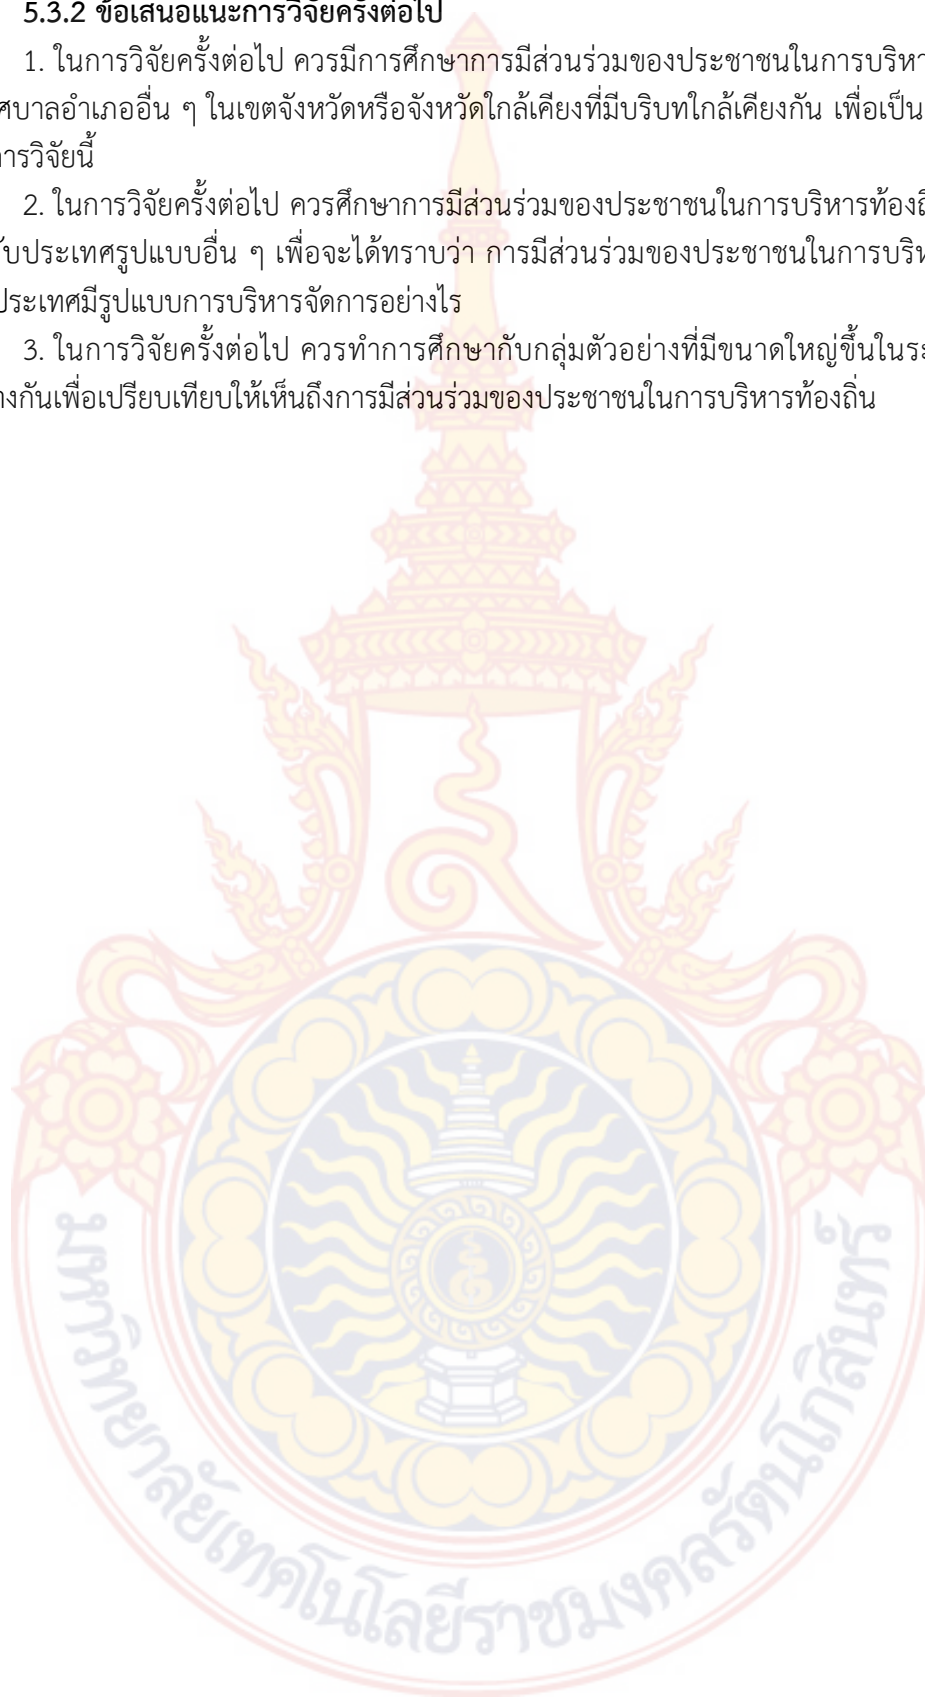 5.3.2 ข้อเสนอแนะการวิจัยครั้งต่อไป
1. ในการวิจัยครั้งต่อไป ควรมีการศึกษาการมีส่วนร่วมของประชาชนในการบริหา
ศบาลอำเภออื่น ๆ ในเขตจังหวัดหรือจังหวัดใกล้เคียงที่มีบริบทใกล้เคียงกัน เพื่อเป็น
การวิจัยนี้
2. ในการวิจัยครั้งต่อไป ควรศึกษาการมีส่วนร่วมของประชาชนในการบริหารท้องถิ
ับประเทศรูปแบบอื่น ๆ เพื่อจะได้ทราบว่า การมีส่วนร่วมของประชาชนในการบริห
ประเทศมีรูปแบบการบริหารจัดการอย่างไร
3. ในการวิจัยครั้งต่อไป ควรทำการศึกษากับกลุ่มตัวอย่างที่มีขนาดใหญ่ขึ้นในระ
างกันเพื่อเปรียบเทียบให้เห็นถึงการมีส่วนร่วมของประชาชนในการบริหารท้องถิ่น
มหาวิทยาลัยเทคโนโลยีราชมงคลรัตนโกสินทร์